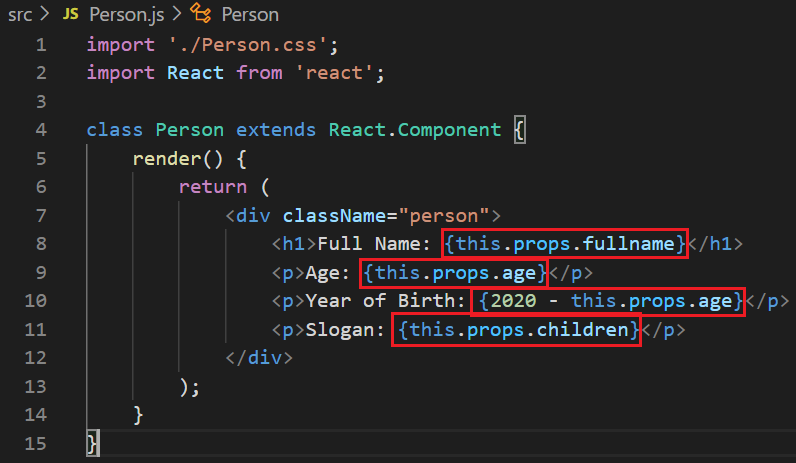 src > JS Person.js > Person
1 import './Person.css';
2 import React from 'react';
3
4 class Person extends React.Component {
5     render() {
6         return (
7             <div className="person">
8                 <h1>Full Name: {this.props.fullname}</h1>
9                 <p>Age: {this.props.age}</p>
10                 <p>Year of Birth: {2020 - this.props.age}</p>
11                 <p>Slogan: {this.props.children}</p>
12             </div>
13         );
14     }
15 }